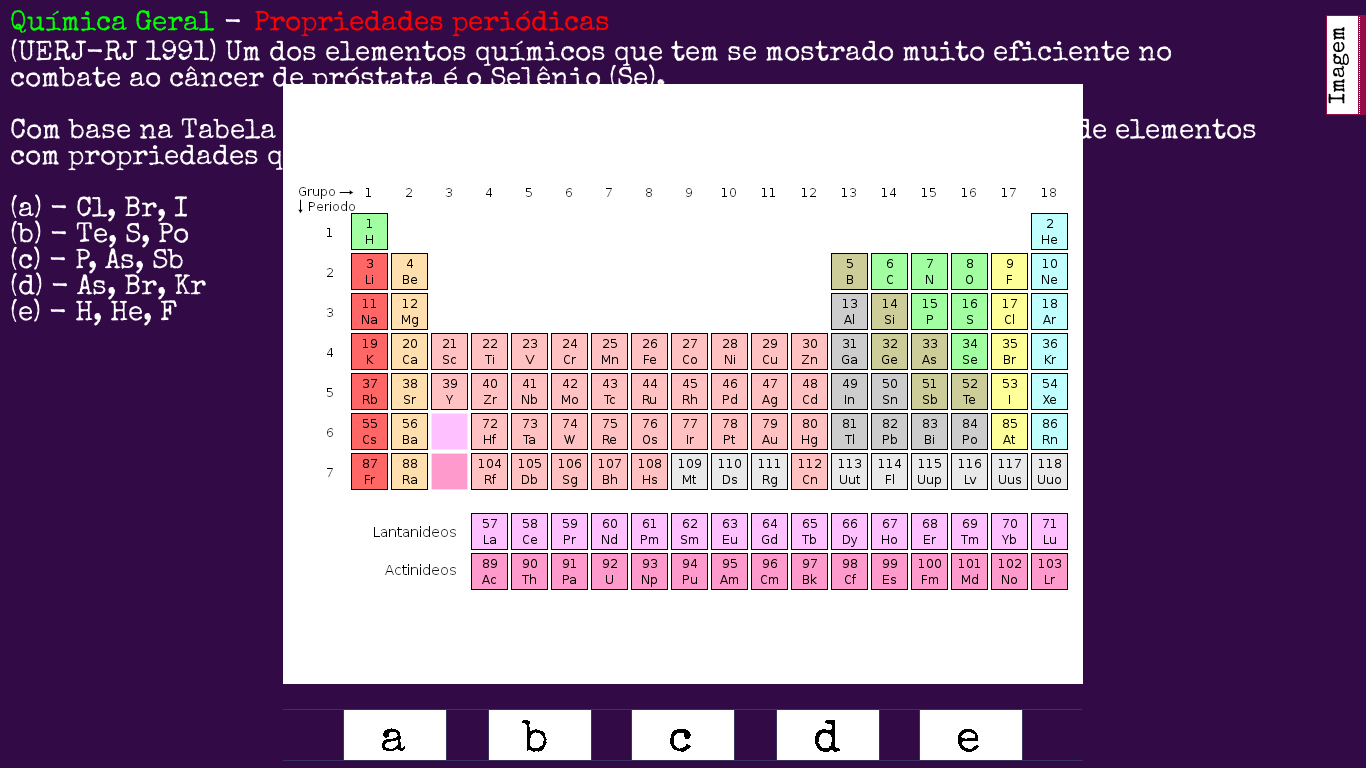 Química Geral - Propriedades periódicas
(UERJ-RJ 1991) Um dos elementos químicos que tem se mostrado muito eficiente no
combate ao câncer de próstata é o Selênio (Se).
Com base na Tabela de elementos
com propriedades q
(a) - Cl, Br, I
(b) - Te, S, Po
(c) - P, As, Sb
(d) - As, Br, Kr
(e) - H, He, F
Imagem
Grupo → 1 2 3 4 5 6 7 8 9 10 11 12 13 14 15 16 17 18
↓ Periodo
1 1 2
H He
2 3 4 5 6 7 8 9 10
Li Be B C N O F Ne
3 11 12 13 14 15 16 17 18
Na Mg Al Si P S Cl Ar
4 19 20 21 22 23 24 25 26 27 28 29 30 31 32 33 34 35 36
K Ca Sc Ti V Cr Mn Fe Co Ni Cu Zn Ga Ge As Se Br Kr
5 37 38 39 40 41 42 43 44 45 46 47 48 49 50 51 52 53 54
Rb Sr Y Zr Nb Mo Tc Ru Rh Pd Ag Cd In Sn Sb Te I Xe
6 55 56 72 73 74 75 76 77 78 79 80 81 82 83 84 85 86
Cs Ba Hf Ta W Re Os Ir Pt Au Hg Tl Pb Bi Po At Rn
7 87 88 104 105 106 107 108 109 110 111 112 113 114 115 116 117 118
Fr Ra Rf Db Sg Bh Hs Mt Ds Rg Cn Uut Fl Uup Lv Uus Uuo
Lantanideos 57 58 59 60 61 62 63 64 65 66 67 68 69 70 71
La Ce Pr Nd Pm Sm Eu Gd Tb Dy Ho Er Tm Yb Lu
Actinideos 89 90 91 92 93 94 95 96 97 98 99 100 101 102 103
Ac Th Pa U Np Pu Am Cm Bk Cf Es Fm Md No Lr
a b c d e